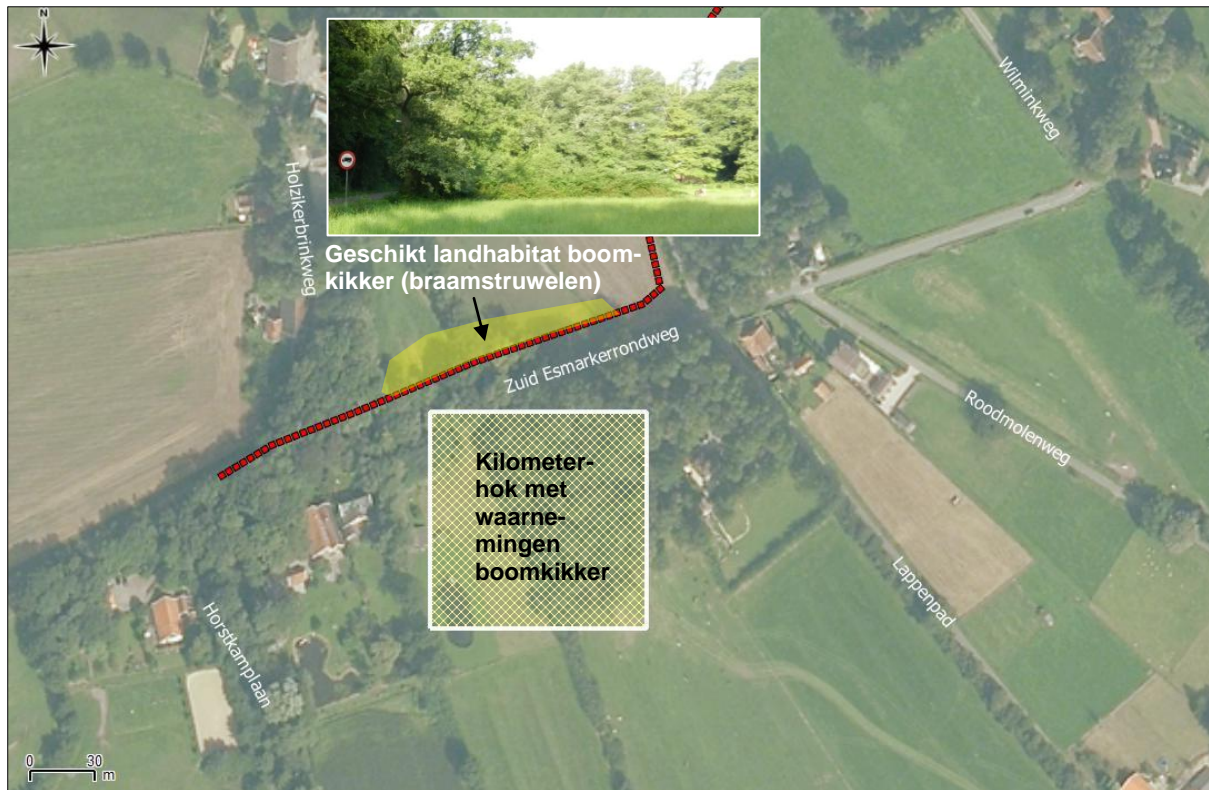 N
Wilminkweg
Holzikerbrinkweg
Geschikt landhabitat boom-
kikker (braamstruwelen)
Zuid Esmarkerrondweg
Roodmolenweg
Kilometer-
hok met
waarne-
mingen
boomkikker
Lappenpad
Horstkamplaan
0 30
m